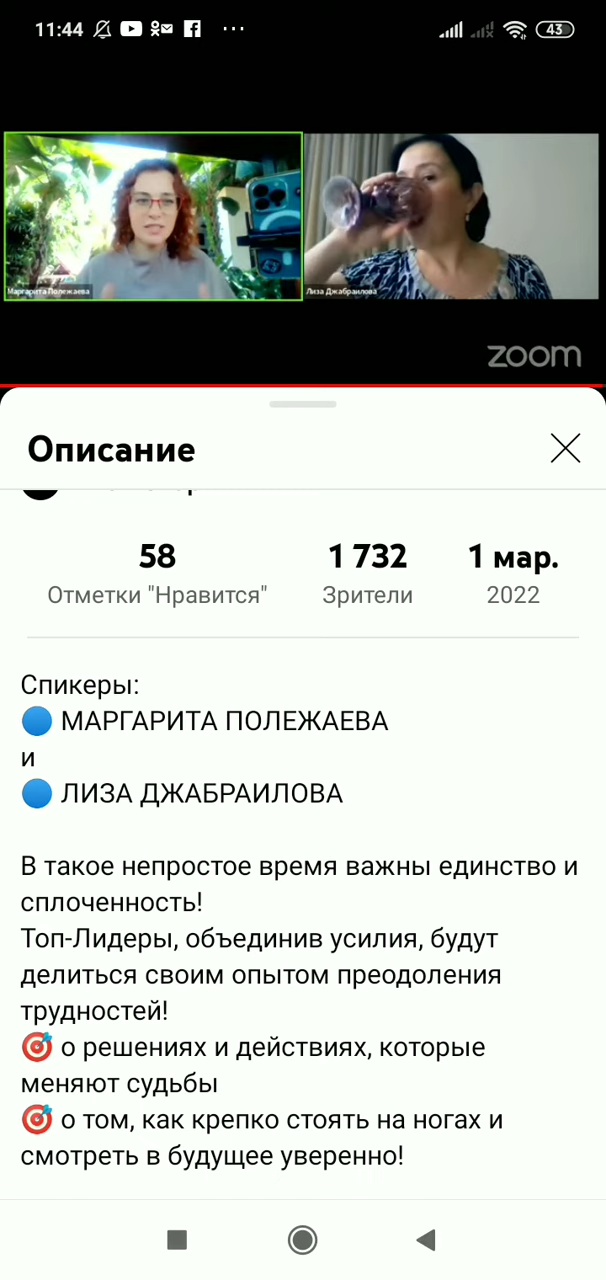 11:44
43
Маргарита Полежаева
Лиза Джабраилова
zoom
Описание
58
1 732
1 мар.
Отметки "Нравится"
Зрители
2022
Спикеры:
🔵 МАРГАРИТА ПОЛЕЖАЕВА
и
🔵 ЛИЗА ДЖАБРАИЛОВА
В такое непростое время важны единство и
сплоченность!
Топ-Лидеры, объединив усилия, будут
делиться своим опытом преодоления
трудностей!
🎯 о решениях и действиях, которые
меняют судьбы
🎯 о том, как крепко стоять на ногах и
смотреть в будущее уверенно!